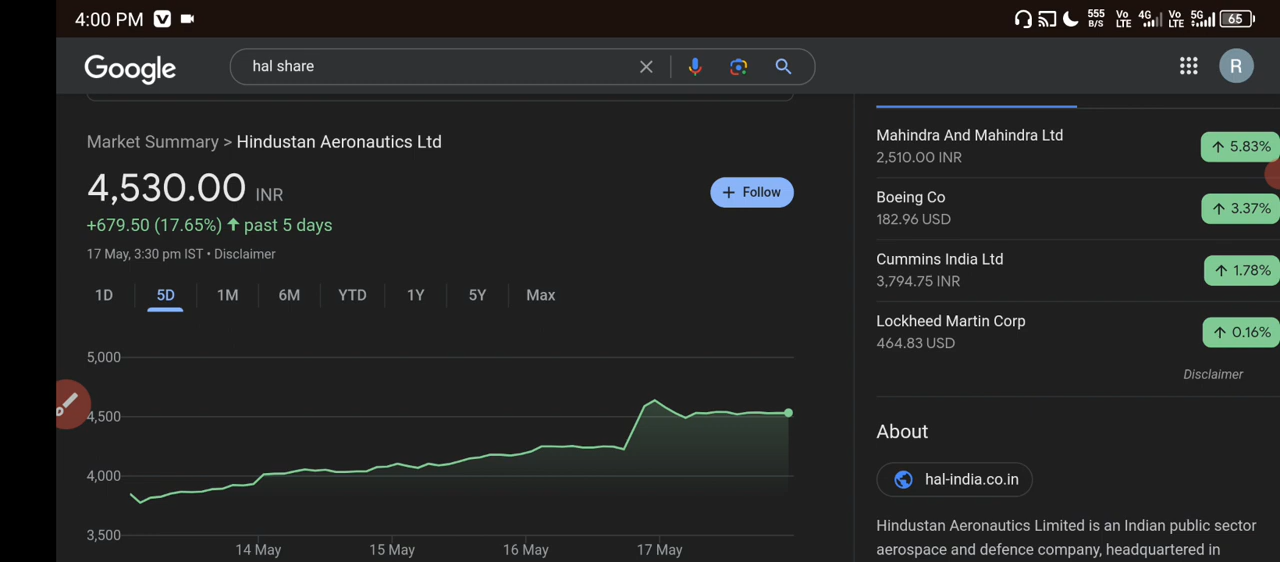 4:00 PM
555
B/S
Vo
LTE
4G
Vo
LTE
5G
65
Google
hal share
R
Market Summary > Hindustan Aeronautics Ltd
4,530.00 INR
+ Follow
+679.50 (17.65%) ↑ past 5 days
17 May, 3:30 pm IST • Disclaimer
1D 5D 1M 6M YTD 1Y 5Y Max
5,000
4,500
4,000
3,500
14 May 15 May 16 May 17 May
Mahindra And Mahindra Ltd
2,510.00 INR
↑ 5.83%
Boeing Co
182.96 USD
↑ 3.37%
Cummins India Ltd
3,794.75 INR
↑ 1.78%
Lockheed Martin Corp
464.83 USD
↑ 0.16%
Disclaimer
About
hal-india.co.in
Hindustan Aeronautics Limited is an Indian public sector
aerospace and defence company, headquartered in